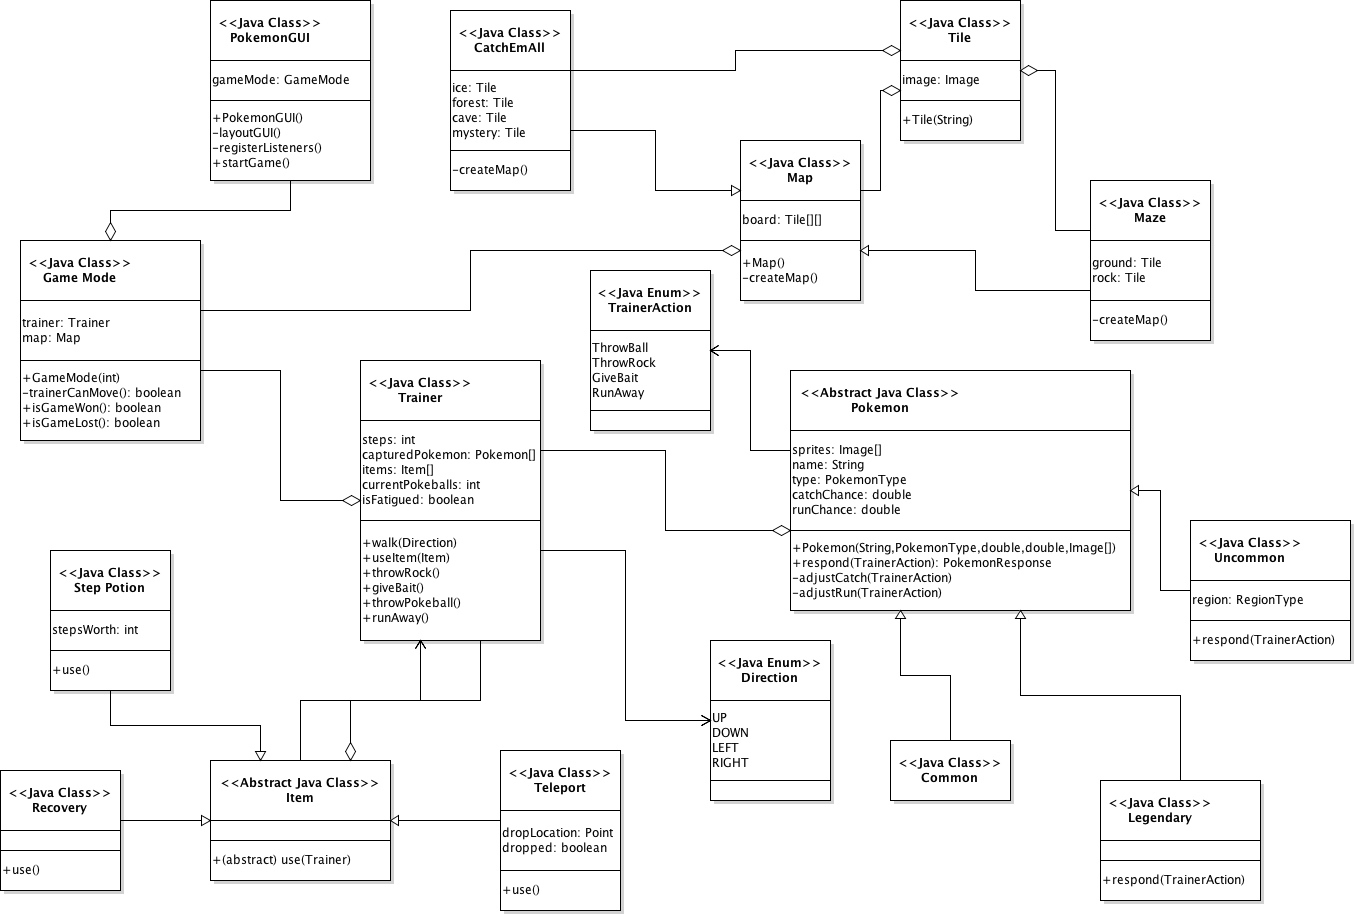 <<Java Class>>
PokemonGUI
gameMode: GameMode
+PokemonGUI()
-layoutGUI()
-registerListeners()
+startGame()
<<Java Class>>
CatchEmAll
ice: Tile
forest: Tile
cave: Tile
mystery: Tile
-createMap()
<<Java Class>>
Tile
image: Image
+Tile(String)
<<Java Class>>
Map
board: Tile[][]
+Map()
-createMap()
<<Java Class>>
Maze
ground: Tile
rock: Tile
-createMap()
<<Java Class>>
Game Mode
trainer: Trainer
map: Map
+GameMode(int)
-trainerCanMove(): boolean
+isGameWon(): boolean
+isGameLost(): boolean
<<Java Enum>>
TrainerAction
ThrowBall
ThrowRock
GiveBait
RunAway
<<Java Class>>
Trainer
steps: int
capturedPokemon: Pokemon[]
items: Item[]
currentPokeballs: int
isFatigued: boolean
+walk(Direction)
+useItem(Item)
+throwRock()
+giveBait()
+throwPokeball()
+runAway()
<<Abstract Java Class>>
Pokemon
sprites: Image[]
name: String
type: PokemonType
catchChance: double
runChance: double
+Pokemon(String,PokemonType,double,double,Image[])
+respond(TrainerAction): PokemonResponse
-adjustCatch(TrainerAction)
-adjustRun(TrainerAction)
<<Java Class>>
Uncommon
region: RegionType
+respond(TrainerAction)
<<Java Class>>
Step Potion
stepsWorth: int
+use()
<<Java Enum>>
Direction
UP
DOWN
LEFT
RIGHT
<<Java Class>>
Common
<<Java Class>>
Legendary
+respond(TrainerAction)
<<Java Class>>
Recovery
+use()
<<Abstract Java Class>>
Item
+(abstract) use(Trainer)
<<Java Class>>
Teleport
dropLocation: Point
dropped: boolean
+use()